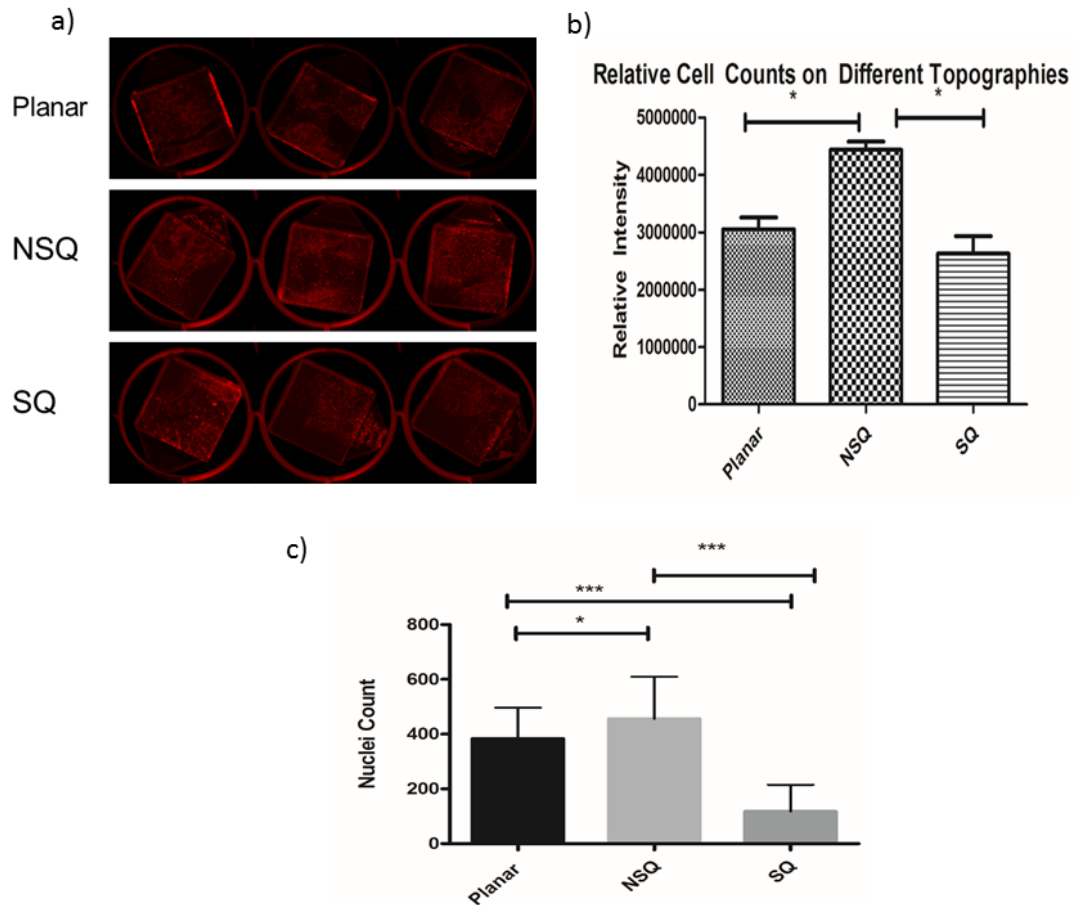 a)
Planar
NSQ
SQ
b)
Relative Cell Counts on Different Topographies
*
*
Relative Intensity
5000000
4000000
3000000
2000000
1000000
0
Planar
NSQ
SQ
c)
***
***
*
Nuclei Count
800
600
400
200
0
Planar
NSQ
SQ